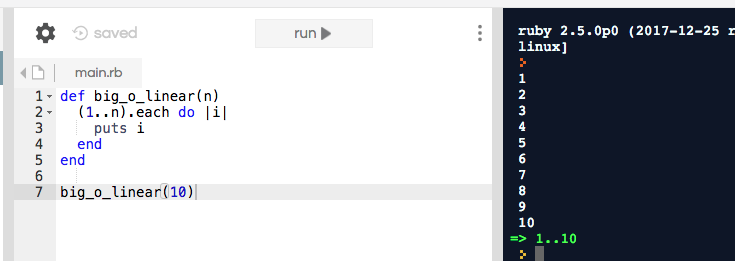 saved
run
main.rb
1 def big_o_linear(n)
2 (1..n).each do |i|
3 puts i
4 end
5 end
6
7 big_o_linear(10)
ruby 2.5.0p0 (2017-12-25 r
linux]
1
2
3
4
5
6
7
8
9
10
=> 1..10